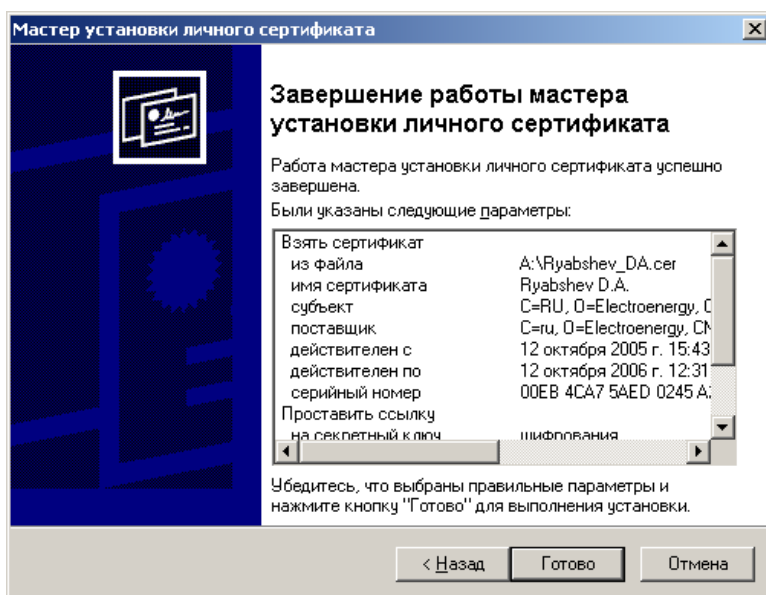 Мастер установки личного сертификата
Завершение работы мастера
установки личного сертификата
Работа мастера установки личного сертификата успешно
завершена.
Были указаны следующие параметры:
Взять сертификат
из файла A:\Ryabshev_DA.cer
имя сертификата Ryabshev D.A.
субъект C=RU, O=Electroenergy,
поставщик C=ru, O=Electroenergy, CN
действителен с 12 октября 2005 г. 15:43
действителен по 12 октября 2006 г. 12:31
серийный номер 00EB 4CA7 5AED 0245
Проставить ссылку
на секретный ключ шифрования
Убедитесь, что выбраны правильные параметры и
нажмите кнопку "Готово" для выполнения установки.
< Назад Готово Отмена